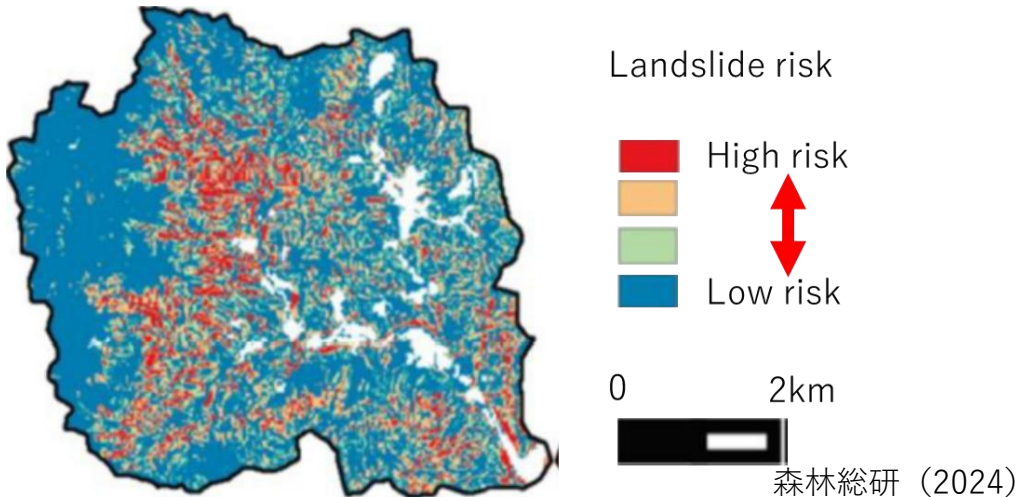 Landslide risk
High risk
Low risk
0 2km
森林総研（2024）